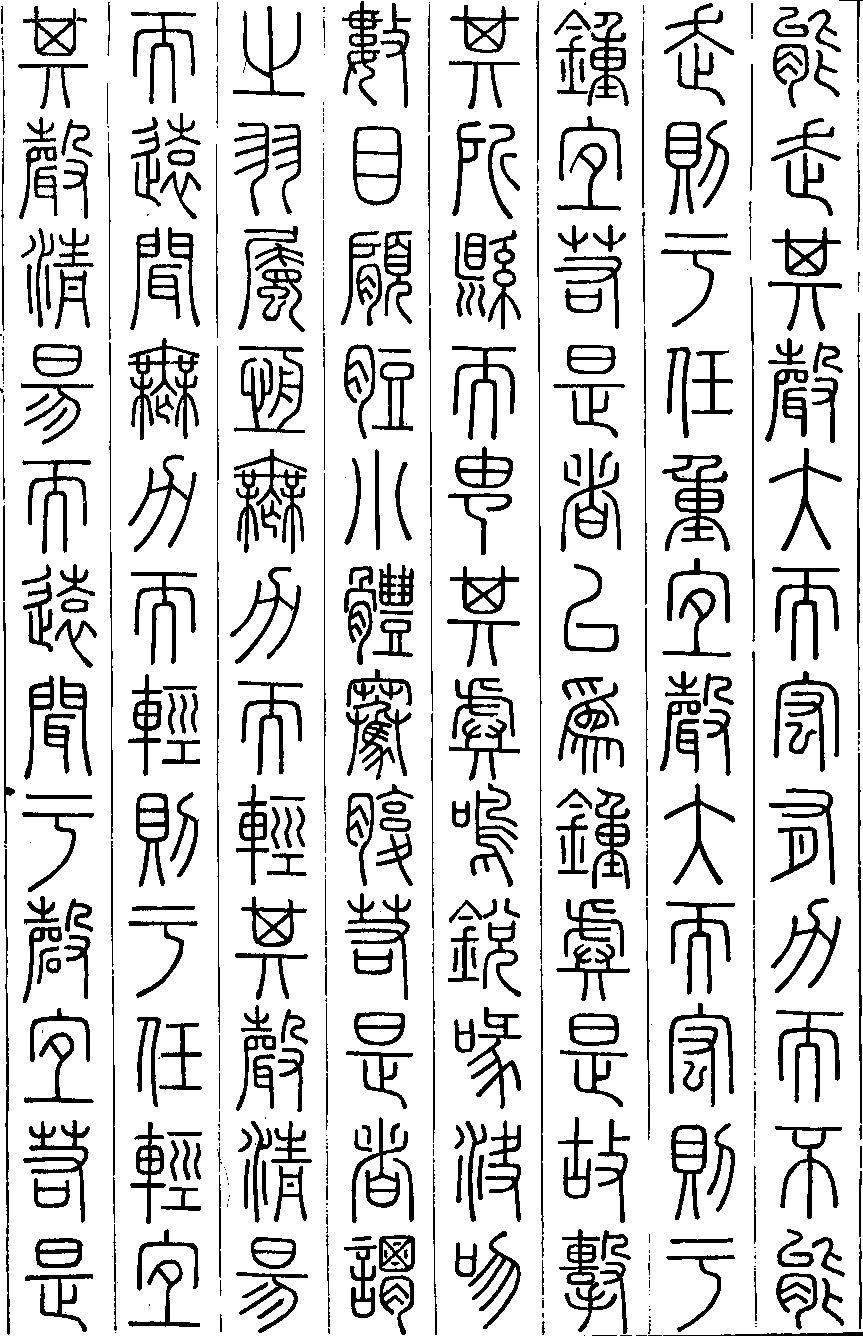 能走其聲大而宏有力而不能
走則于任重宜聲大而宏則于
鍾宜若是者以為鍾虡是故擊
其所縣而由其虡鳴銳喙決吻
數目顅脰小體騫腹若是者謂
之羽屬恆無力而輕其聲清昜
而遠聞無力而輕則于任輕宜
其聲清昜而遠聞于磬宜若是